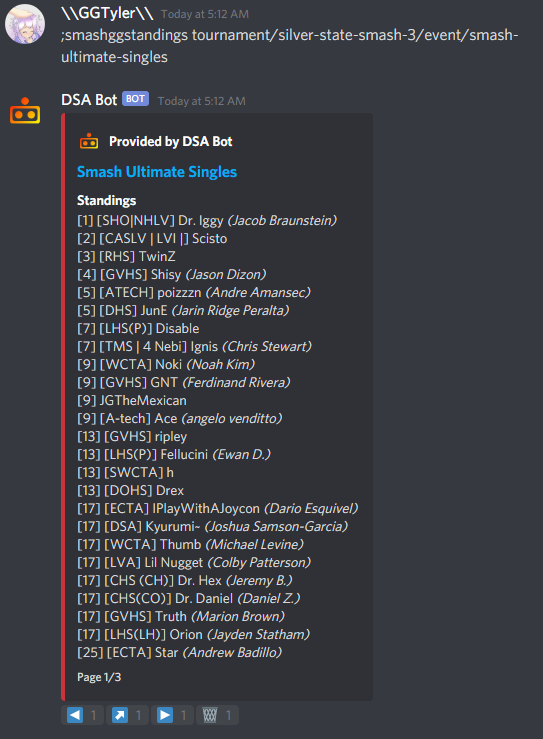 \\GGTyler\\ Today at 5:12 AM
;smashggstandings tournament/silver-state-smash-3/event/smash-
ultimate-singles
DSA Bot BOT Today at 5:12 AM
Provided by DSA Bot
Smash Ultimate Singles
Standings
[1] [SHO|NHLV] Dr. Iggy (Jacob Braunstein)
[2] [CASLV | LVI |] Scisto
[3] [RHS] TwinZ
[4] [GVHS] Shisy (Jason Dizon)
[5] [ATECH] poizzzn (Andre Amansec)
[5] [DHS] JunE (Jarin Ridge Peralta)
[7] [LHS(P)] Disable
[7] [TMS | 4 Nebi] Ignis (Chris Stewart)
[9] [WCTA] Noki (Noah Kim)
[9] [GVHS] GNT (Ferdinand Rivera)
[9] JGTheMexican
[9] [A-tech] Ace (angelo venditto)
[13] [GVHS] ripley
[13] [LHS(P)] Fellucini (Ewan D.)
[13] [SWCTA] h
[13] [DOHS] Drex
[17] [ECTA] IPlayWithAJoycon (Dario Esquivel)
[17] [DSA] Kyurumi~ (Joshua Samson-Garcia)
[17] [WCTA] Thumb (Michael Levine)
[17] [LVA] Lil Nugget (Colby Patterson)
[17] [CHS (CH)] Dr. Hex (Jeremy B.)
[17] [CHS(CO)] Dr. Daniel (Daniel Z.)
[17] [GVHS] Truth (Marion Brown)
[17] [LHS(LH)] Orion (Jayden Statham)
[25] [ECTA] Star (Andrew Badillo)
Page 1/3
1 1 1 1